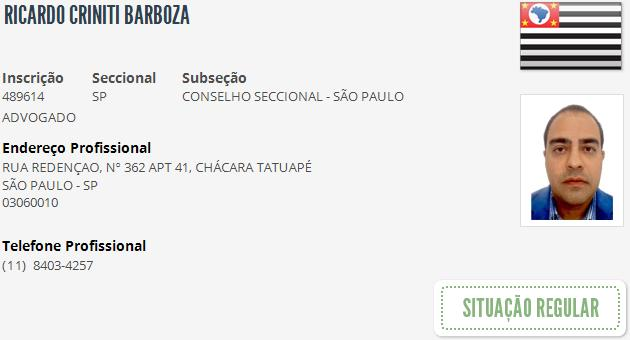 RICARDO CRINITI BARBOZA
Inscrição Seccional Subseção
489614 SP CONSELHO SECCIONAL - SÃO PAULO
ADVOGADO
Endereço Profissional
RUA REDENÇAO, Nº 362 APT 41, CHÁCARA TATUAPÉ
SÃO PAULO - SP
03060010
Telefone Profissional
(11) 8403-4257
SITUAÇÃO REGULAR